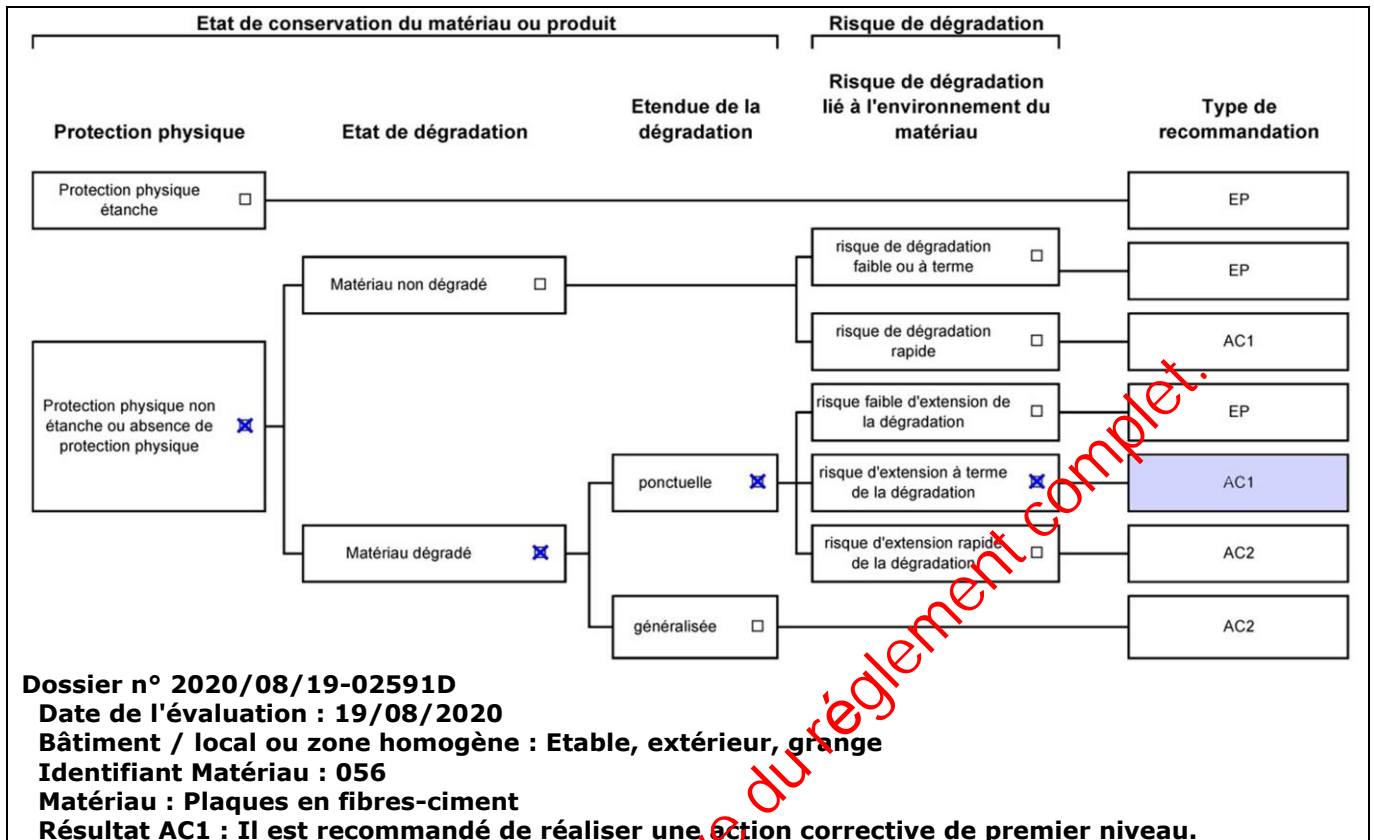 Etat de conservation du matériau ou produit
Risque de dégradation
Protection physique
Etat de dégradation
Etendue de la
dégradation
Risque de dégradation
lié à l'environnement du
matériau
Type de
recommandation
Protection physique
étanche
EP
Matériau non dégradé
risque de dégradation
faible ou à terme
EP
risque de dégradation
rapide
AC1
Protection physique non
étanche ou absence de
protection physique
risque faible d'extension de
la dégradation
EP
ponctuelle
risque d'extension à terme
de la dégradation
AC1
Matériau dégradé
risque d'extension rapide
de la dégradation
AC2
généralisée
AC2
Dossier n° 2020/08/19-02591D
Date de l'évaluation : 19/08/2020
Bâtiment / local ou zone homogène : Etable, extérieur, grange
Identifiant Matériau : 056
Matériau : Plaques en fibres-ciment
Résultat AC1 : Il est recommandé de réaliser une action corrective de premier niveau.
du réglement complet.